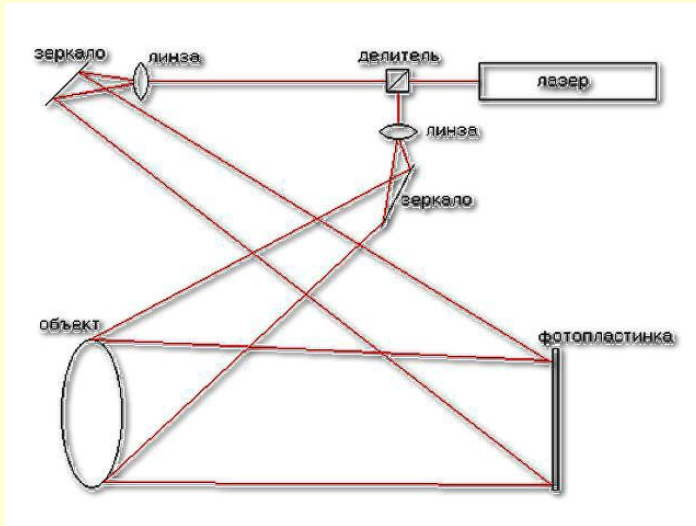 зеркало
линза
делитель
лазер
линза
зеркало
объект
фотопластинка